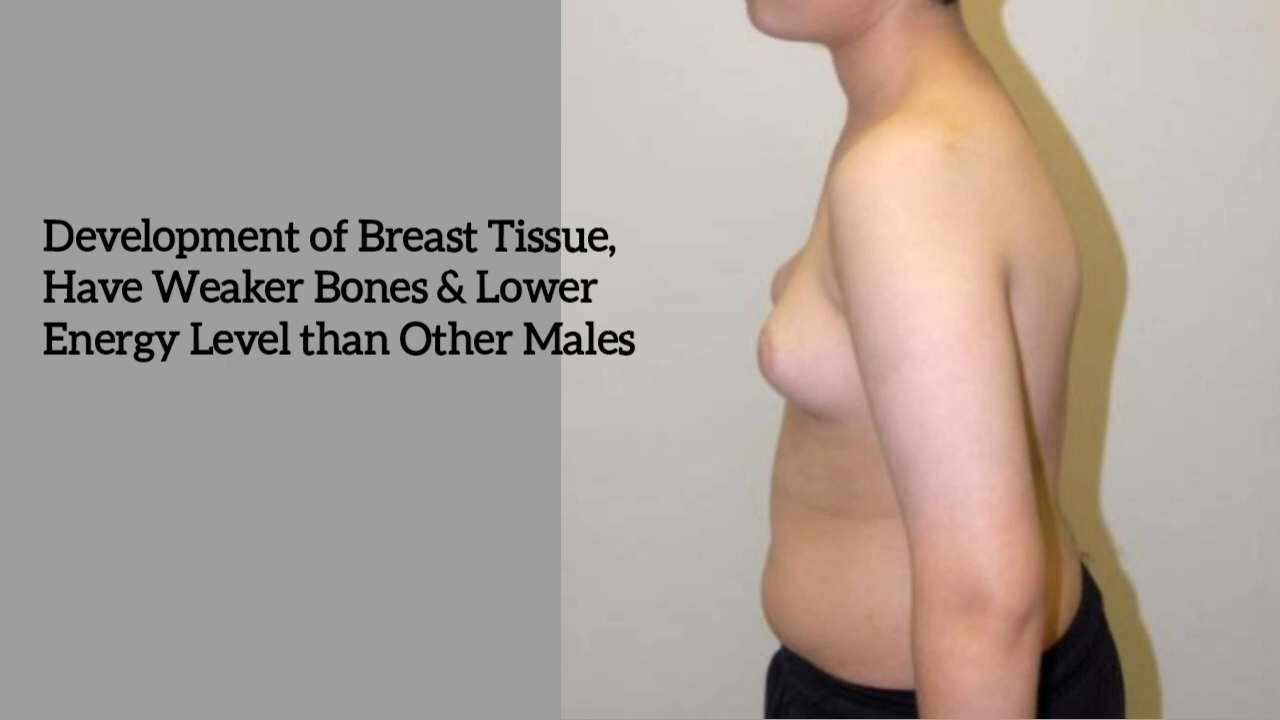 Development of Breast Tissue,
Have Weaker Bones & Lower
Energy Level than Other Males